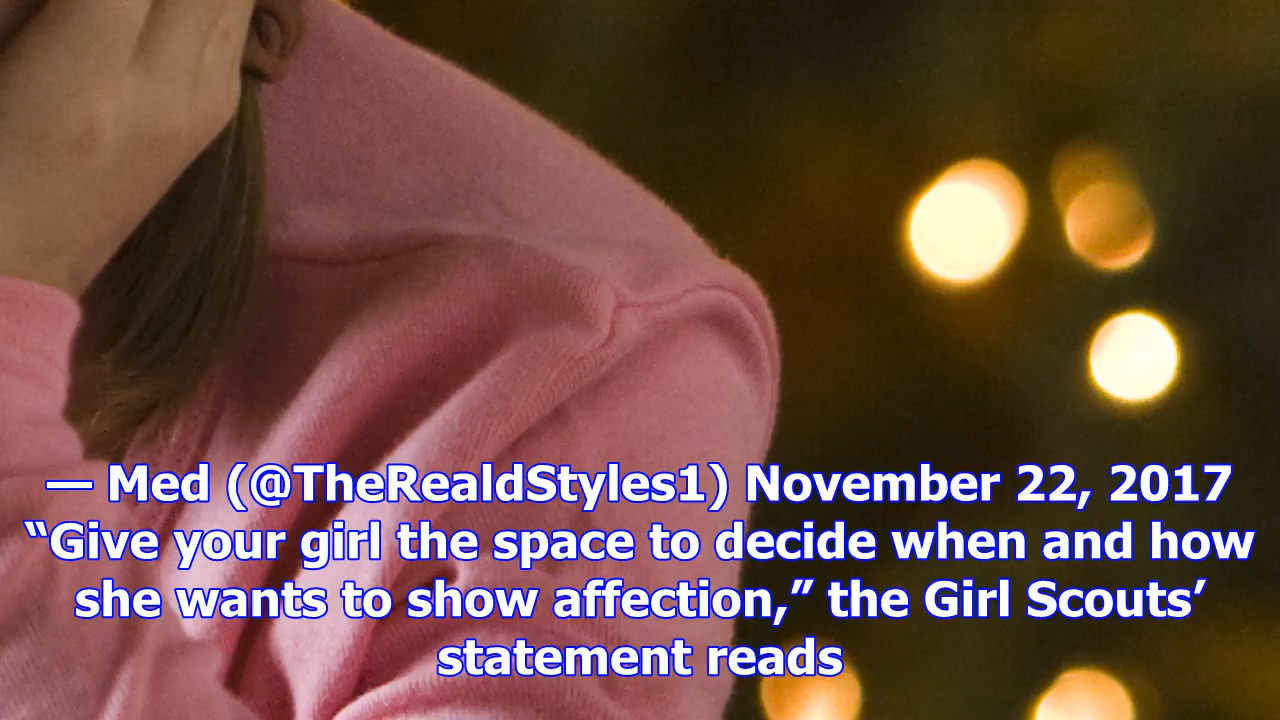 — Med (@TheRealdStyles1) November 22, 2017
“Give your girl the space to decide when and how
she wants to show affection,” the Girl Scouts’
statement reads